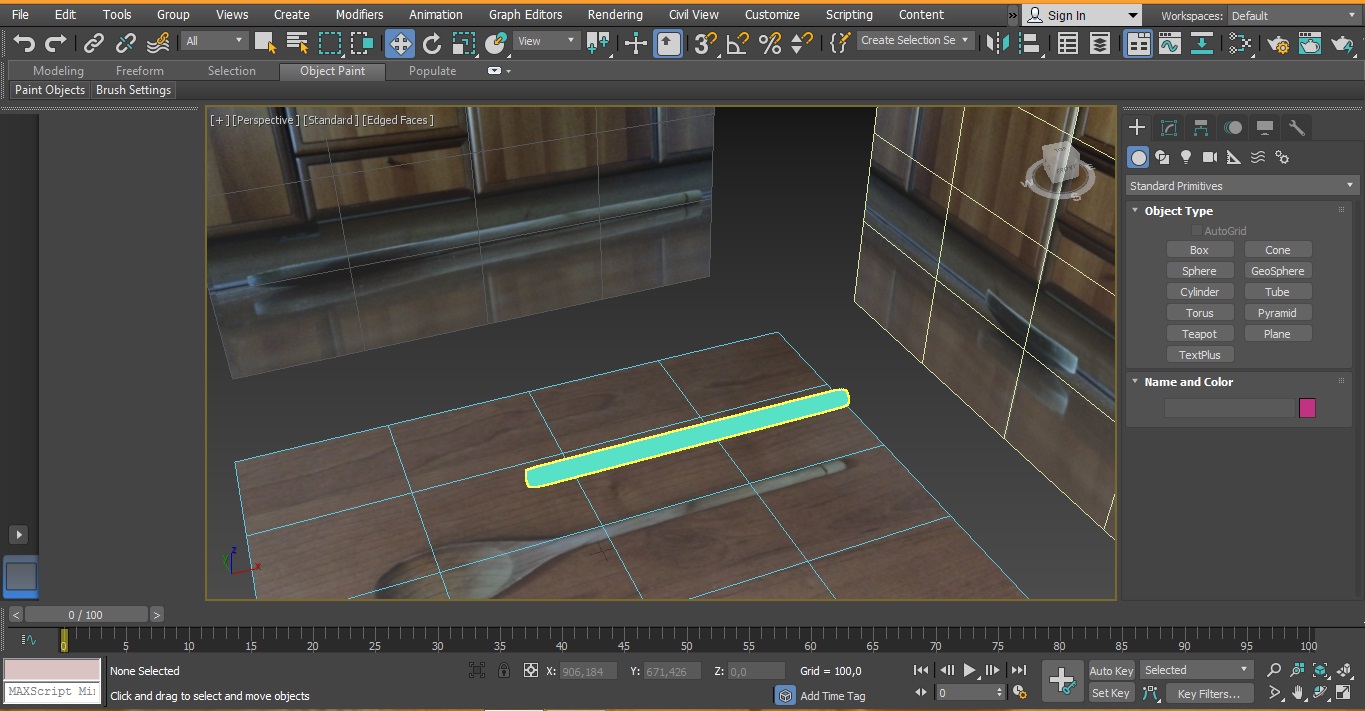 File Edit Tools Group Views Create Modifiers Animation Graph Editors Rendering Civil View Customize Scripting Content » Sign In Workspaces: Default
All View 3 Create Selection Se
Modeling Freeform Selection Object Paint Populate
Paint Objects Brush Settings
[+] [Perspective] [Standard] [Edged Faces]
W S
Standard Primitives
Object Type
AutoGrid
Box Cone
Sphere GeoSphere
Cylinder Tube
Torus Pyramid
Teapot Plane
TextPlus
Name and Color
z
x
< 0 / 100 >
0 5 10 15 20 25 30 35 40 45 50 55 60 65 70 75 80 85 90 95 100
None Selected X: 906,184 Y: 671,426 Z: 0,0 Grid = 100,0 Auto Key Selected
MAXScript Mi Click and drag to select and move objects Add Time Tag 0 Set Key Key Filters...